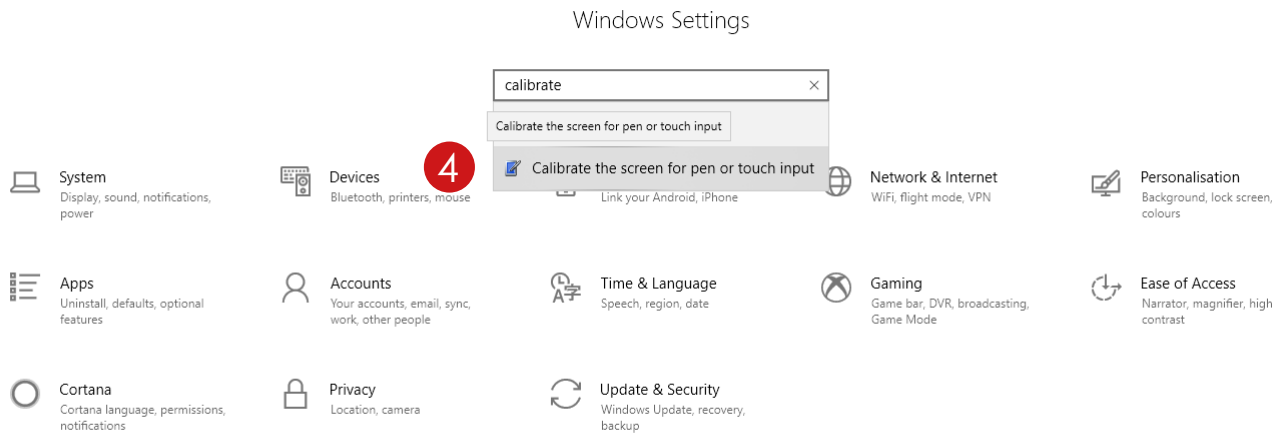 Windows Settings
calibrate
Calibrate the screen for pen or touch input
4
Calibrate the screen for pen or touch input
System
Display, sound, notifications,
power
Devices
Bluetooth, printers, mouse
Link your Android, iPhone
Network & Internet
WiFi, flight mode, VPN
Personalisation
Background, lock screen,
colours
Apps
Uninstall, defaults, optional
features
Accounts
Your accounts, email, sync,
work, other people
Time & Language
Speech, region, date
Gaming
Game bar, DVR, broadcasting,
Game Mode
Ease of Access
Narrator, magnifier, high
contrast
Cortana
Cortana language, permissions,
notifications
Privacy
Location, camera
Update & Security
Windows Update, recovery,
backup